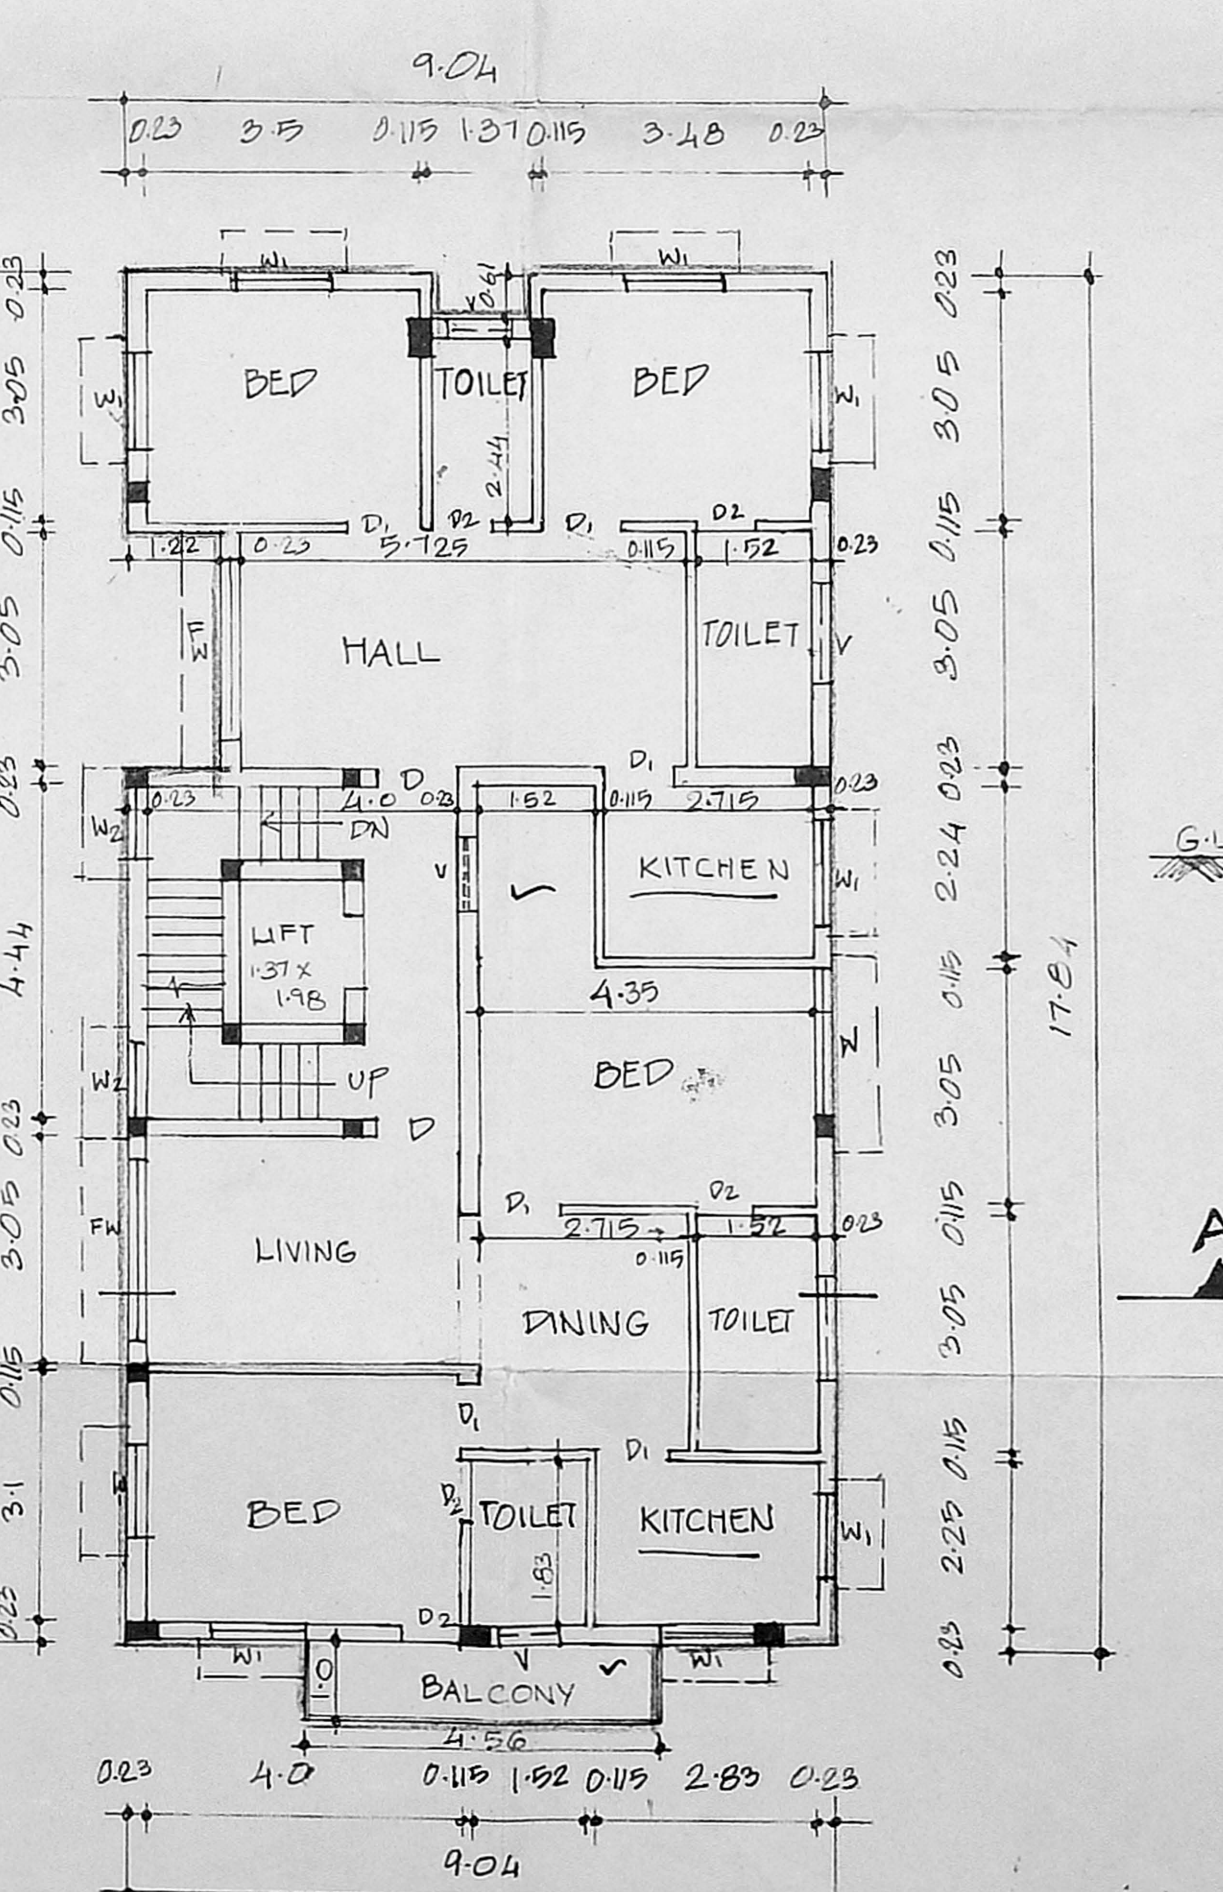 9.04
0.23 3.5 0.115 1.37 0.115 3.48 0.23
W1 W1
0.23 0.61 0.23
V
3.05 W1 BED TOILET BED W1 3.05
2.44
0.115 D1 D2 D1 D2 0.115
1.22 0.23 5.725 0.115 1.52 0.23
3.05 FW HALL TOILET V 3.05
D1
0.23 D 0.23
0.23 4.0 0.23 1.52 0.115 2.715 0.23
W2 DN
V KITCHEN W1 2.24
G.L
4.44 LIFT
1.37 X
1.98
4.35 0.115
17.84
W2 UP BED W 3.05
0.23 D
D1 D2 0.115
2.715 1.52 0.23
0.115
3.05 FW LIVING A
DINING TOILET 3.05
0.115
D1
D1 0.115
3.1 W BED D2 TOILET KITCHEN W1 2.25
1.83
0.23 D2 0.23
W1 V W1
1.0 BALCONY
4.56
0.23 4.0 0.115 1.52 0.115 2.83 0.23
9.04